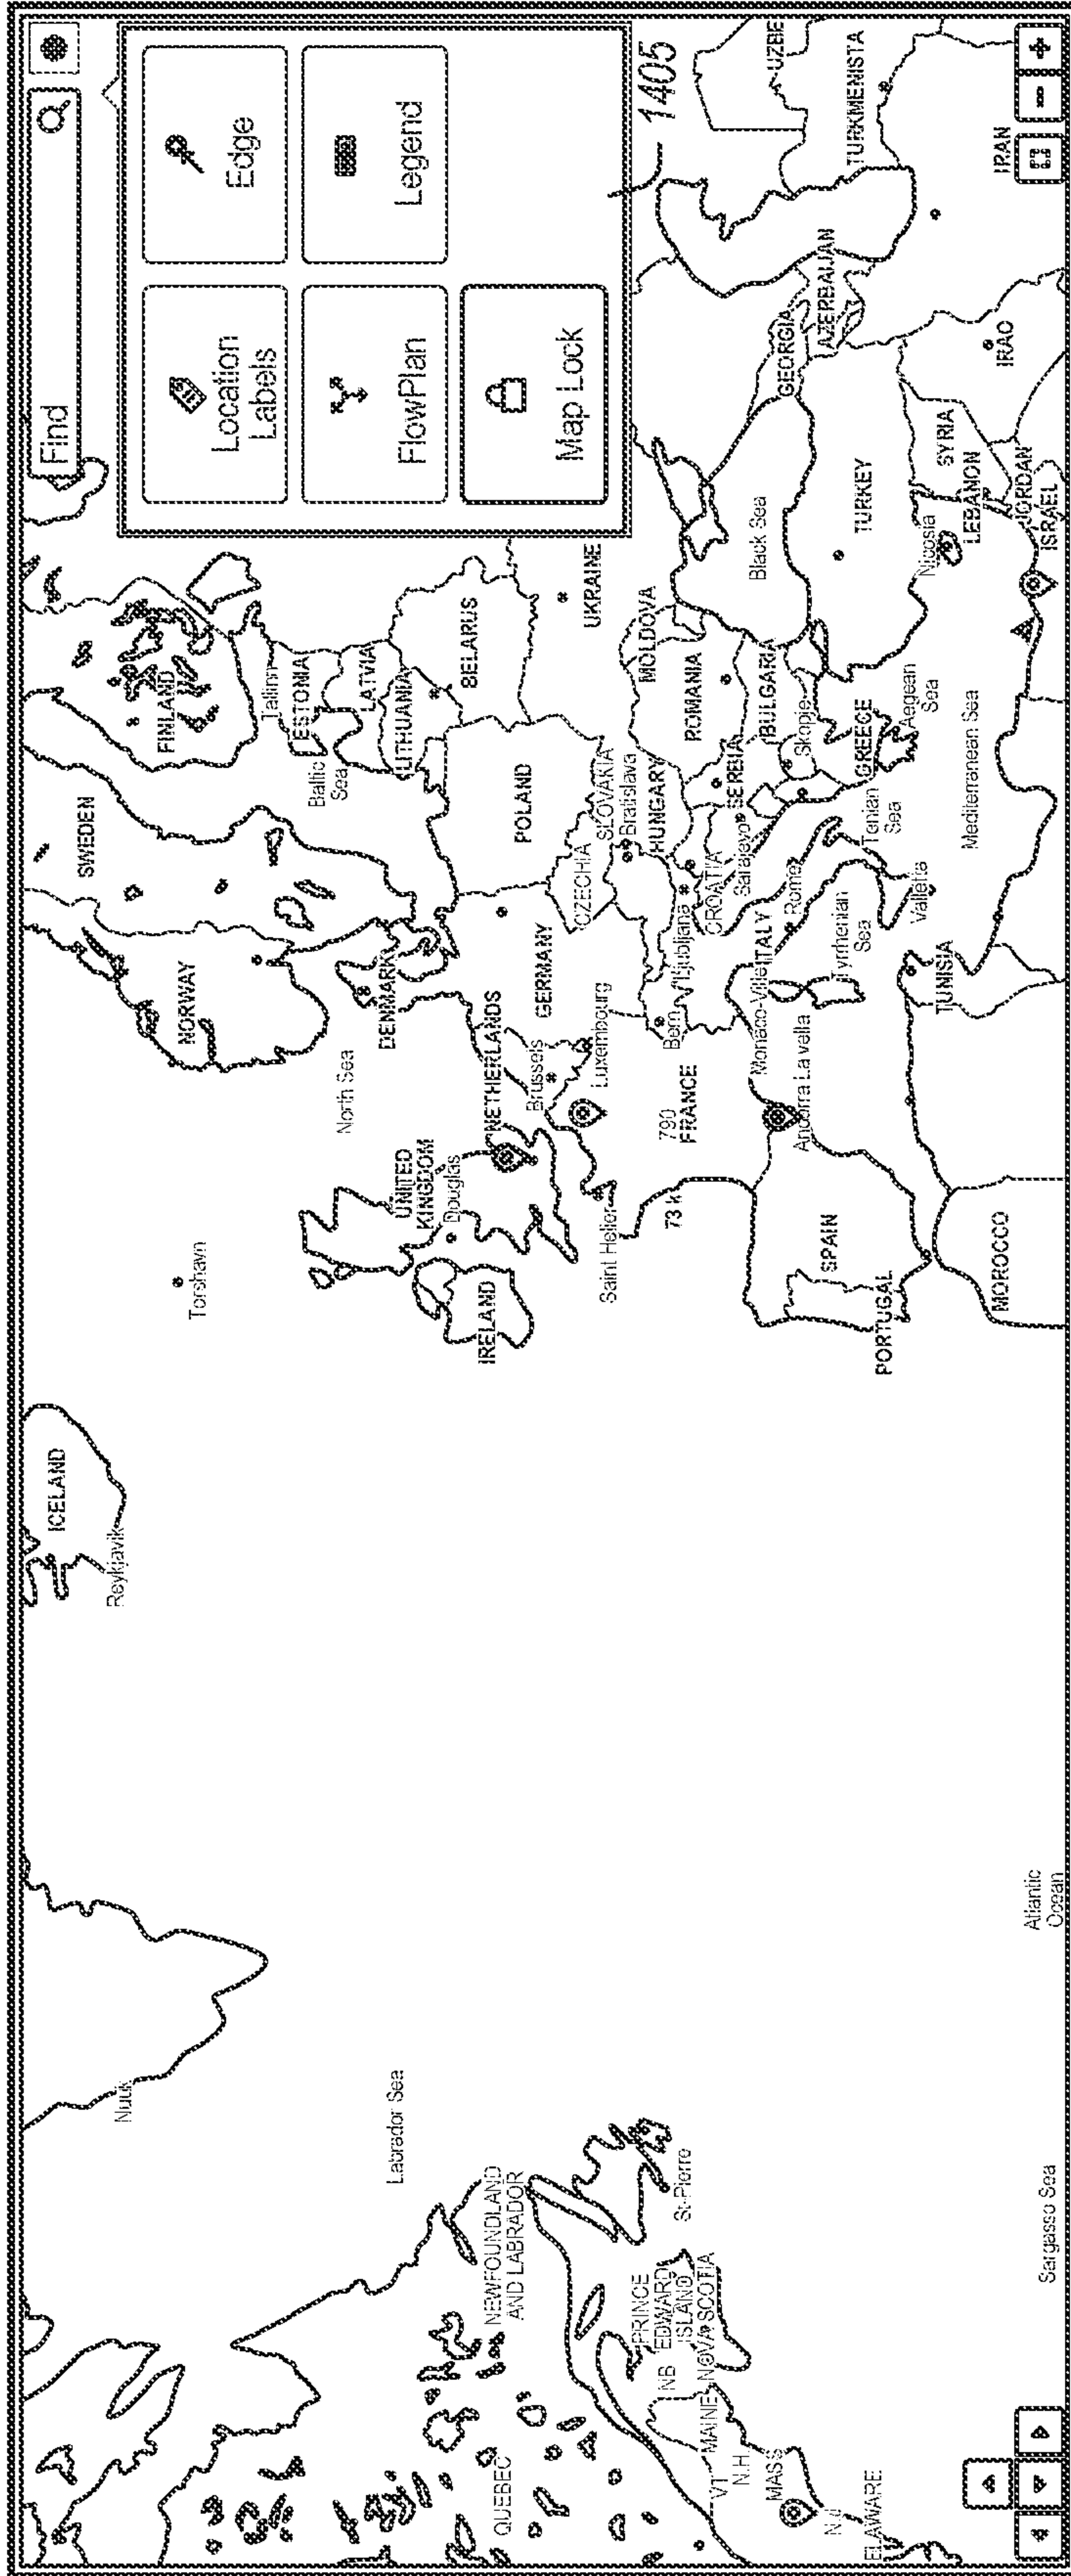 Find
Location
Labels
Edge
FlowPlan
Legend
Map Lock
1405
ICELAND
Reykjavik
Nuuk
Torshavn
NORWAY
SWEDEN
FINLAND
Tallinn
ESTONIA
Baltic
Sea
LATVIA
LITHUANIA
North Sea
DENMARK
UNITED
KINGDOM
Douglas
IRELAND
NETHERLANDS
Brussels
GERMANY
POLAND
BELARUS
Luxembourg
CZECHIA
SLOVAKIA
Bratislava
UKRAINE
Saint Helier
790
FRANCE
73 k
Bern
HUNGARY
MOLDOVA
ROMANIA
CROATIA
Sarajevo
SERBIA
BULGARIA
Black Sea
GEORGIA
AZERBAIJAN
UZBE
TURKMENISTA
Monaco-Ville
ITALY
Rome
Skopje
Andorra La vella
SPAIN
PORTUGAL
Tyrrhenian
Sea
GREECE
Aegean
Sea
TURKEY
Valletta
Nicosia
SYRIA
LEBANON
TUNISIA
Mediterranean Sea
MOROCCO
JORDAN
ISRAEL
IRAQ
IRAN
Labrador Sea
NEWFOUNDLAND
AND LABRADOR
QUEBEC
St-Pierre
PRINCE
EDWARD
ISLAND
NB
NOVA SCOTIA
MAINE
VT
N.H.
MASS
N.J
ELAWARE
Sargasso Sea
Atlantic
Ocean